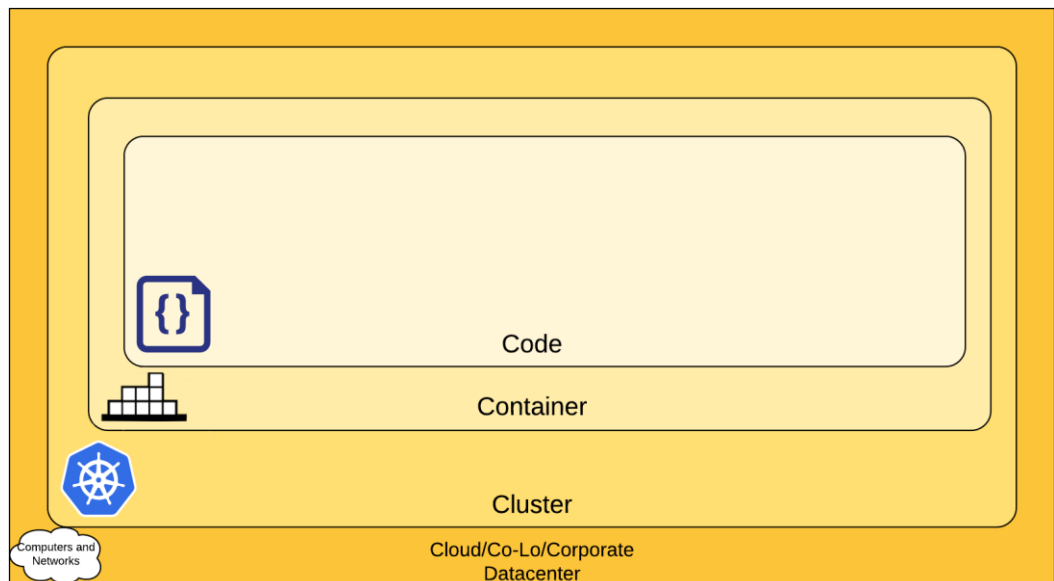 {}
Code
Container
Cluster
Computers and
Networks
Cloud/Co-Lo/Corporate
Datacenter